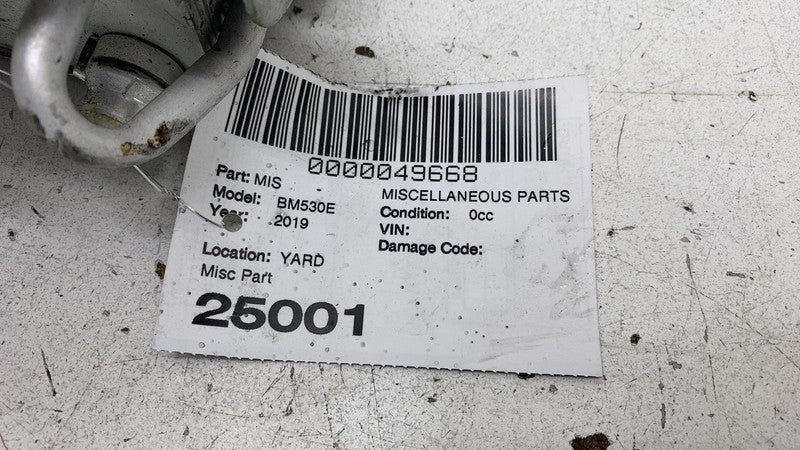 0000049668
Part: MIS MISCELLANEOUS PARTS
Model: BM530E Condition: 0cc
Year: 2019 VIN:
Damage Code:
Location: YARD
Misc Part
25001